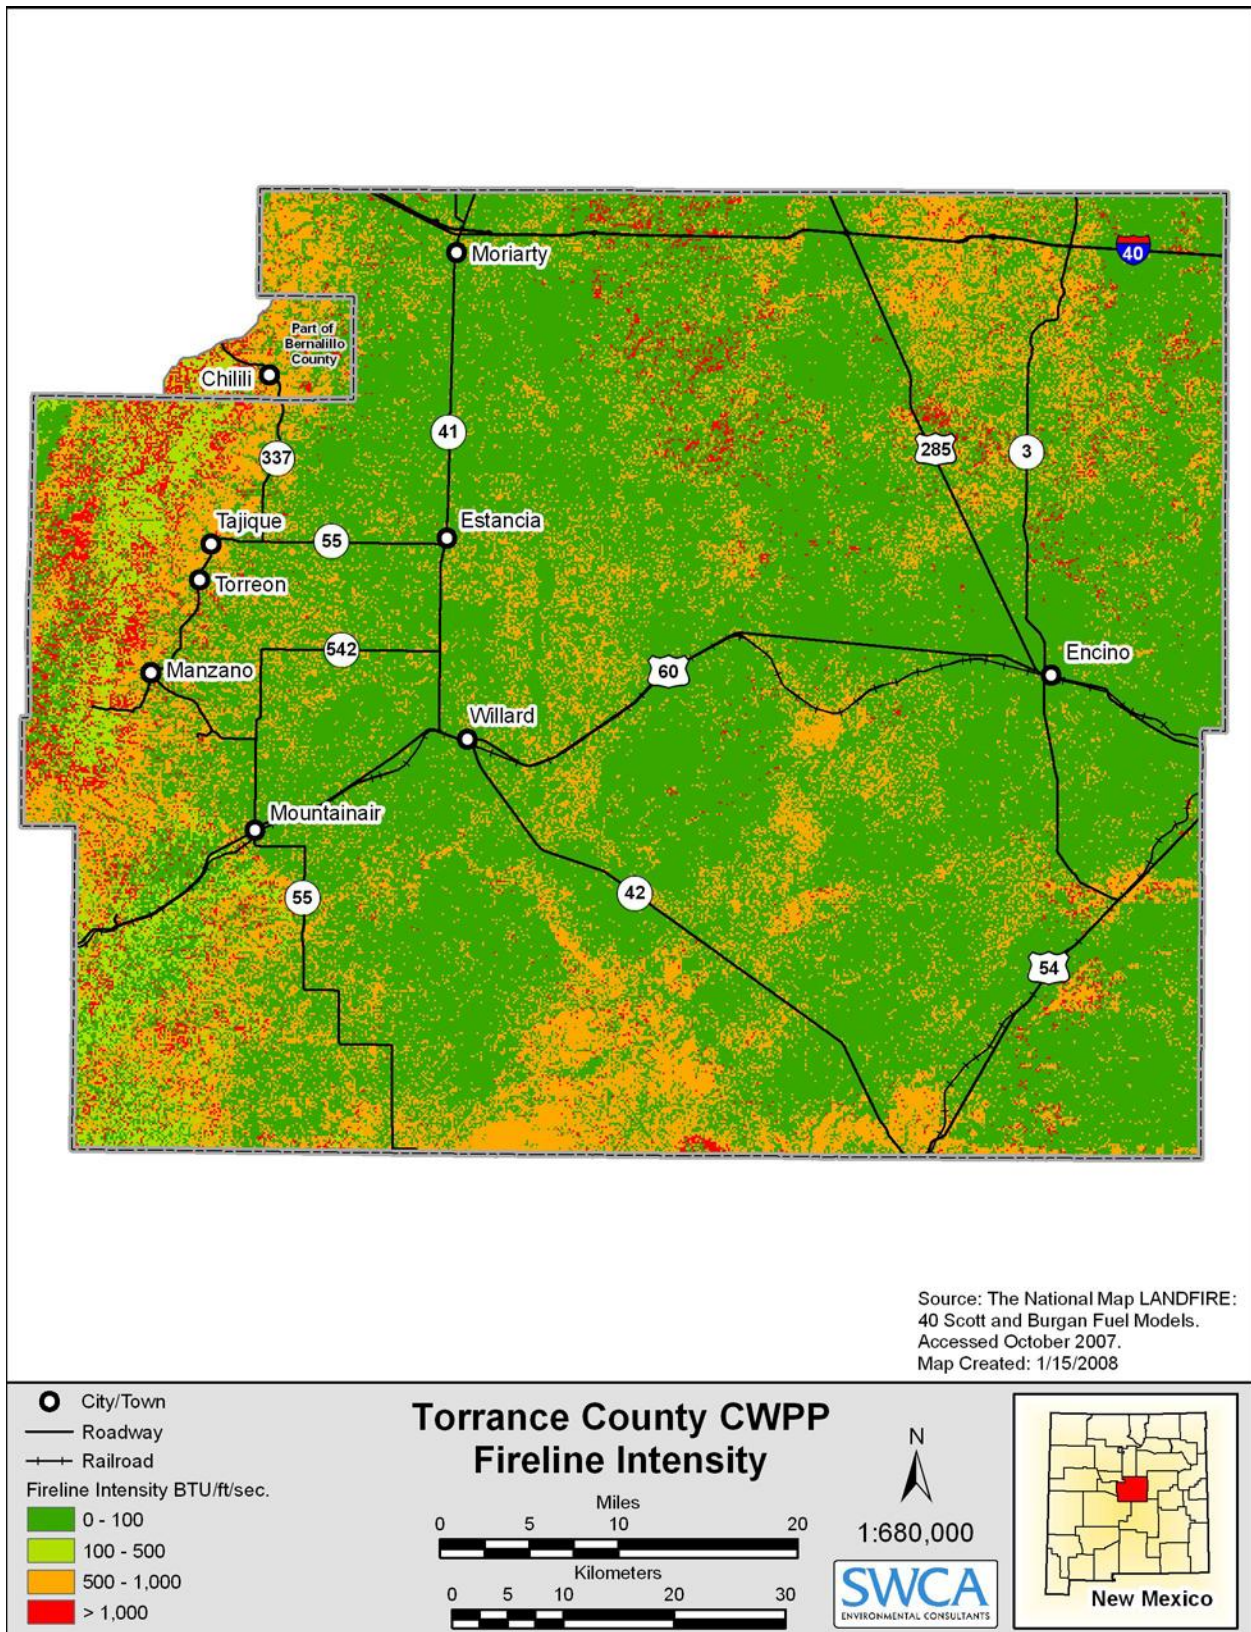 Moriarty
40
Part of
Bernalillo
County
Chilili
41
337
285
3
Tajique
55
Estancia
Torreon
542
Encino
Manzano
60
Willard
Mountainair
55
42
54
Source: The National Map LANDFIRE:
40 Scott and Burgan Fuel Models.
Accessed October 2007.
Map Created: 1/15/2008
City/Town
Roadway
Railroad
Fireline Intensity BTU/ft/sec.
0 - 100
100 - 500
500 - 1,000
> 1,000
Torrance County CWPP
Fireline Intensity
Miles
0 5 10 20
Kilometers
0 5 10 20 30
N
1:680,000
SWCA
ENVIRONMENTAL CONSULTANTS
New Mexico